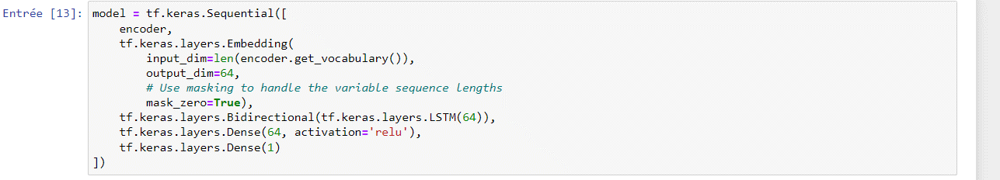 Entrée [13]: model = tf.keras.Sequential([
    encoder,
    tf.keras.layers.Embedding(
        input_dim=len(encoder.get_vocabulary()),
        output_dim=64,
        # Use masking to handle the variable sequence lengths
        mask_zero=True),
    tf.keras.layers.Bidirectional(tf.keras.layers.LSTM(64)),
    tf.keras.layers.Dense(64, activation='relu'),
    tf.keras.layers.Dense(1)
])